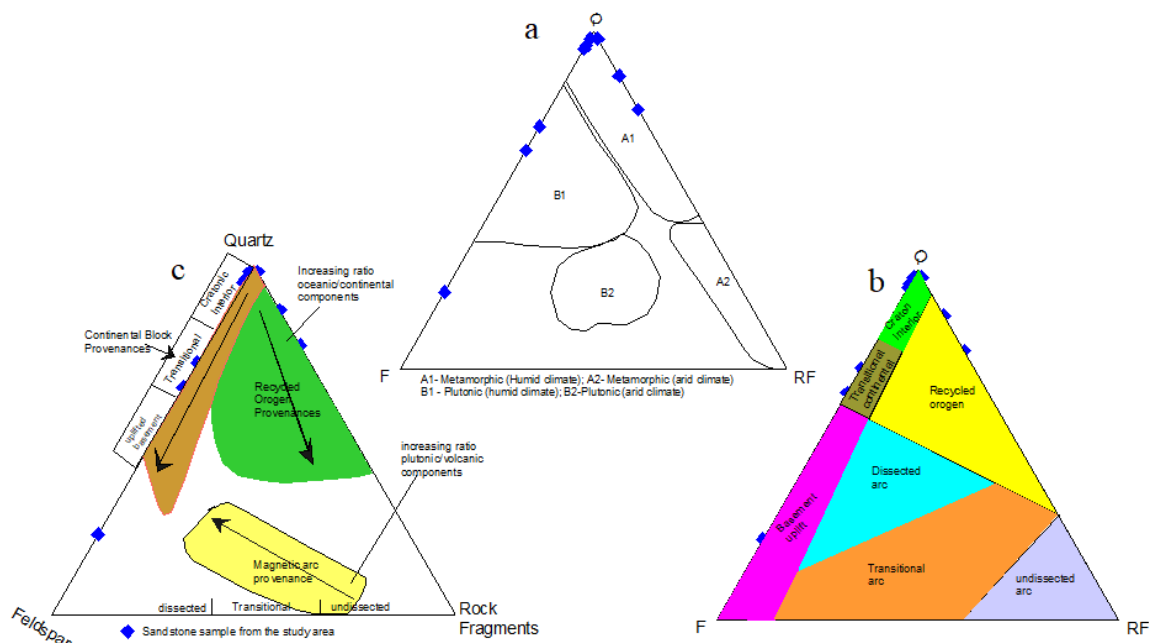 a
Q
A1
B1
B2
A2
F
RF
A1- Metamorphic (Humid climate); A2- Metamorphic (arid climate)
B1 - Plutonic (humid climate); B2-Plutonic (arid climate)
c
Quartz
Cratonic
Interior
Transitional
uplifted
basement
Continental Block
Provenances
Increasing ratio
oceanic/continental
components
Recycled
Orogen
Provenances
increasing ratio
plutonic/volcanic
components
Magnetic arc
provenance
dissected
Transitional
undissected
Feldspar
Rock
Fragments
Sandstone sample from the study area
b
Q
Craton
Interior
Transitional
continental
Recycled
orogen
Dissected
arc
Basement
uplift
Transitional
arc
undissected
arc
F
RF